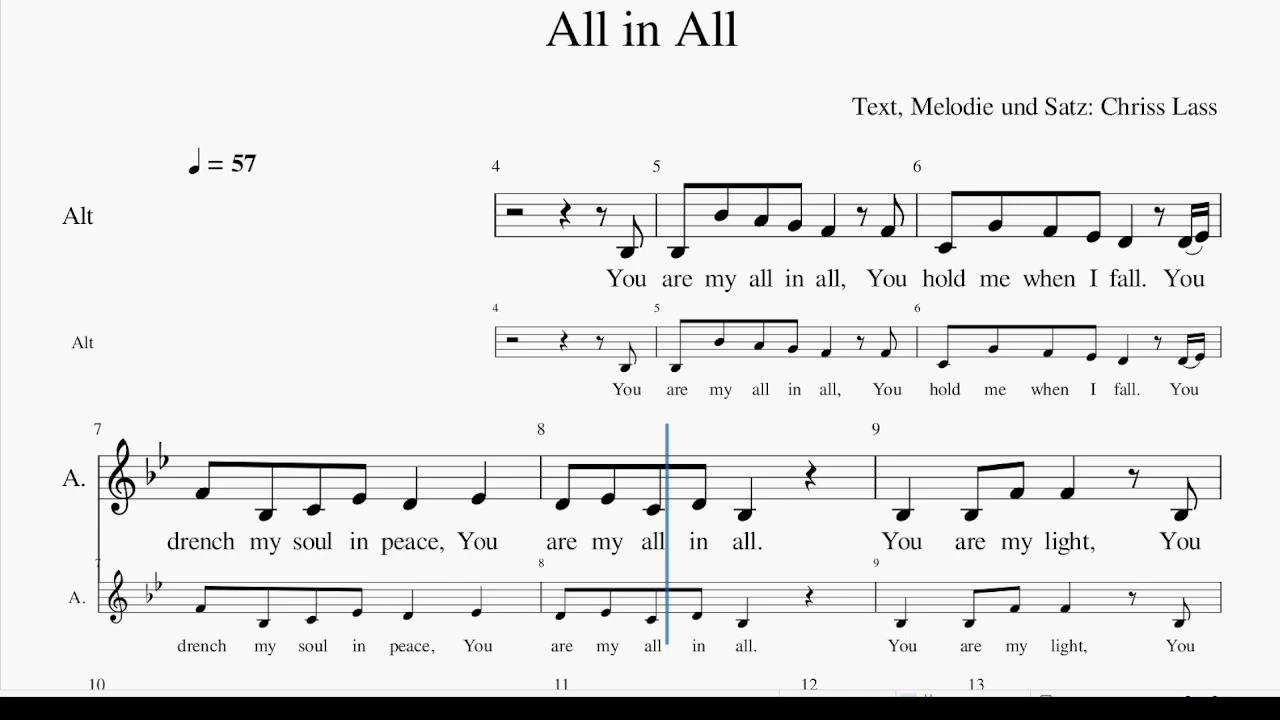 All in All
Text, Melodie und Satz: Chriss Lass
♩ = 57
4 5 6
Alt
You are my all in all, You hold me when I fall. You
4 5 6
Alt
You are my all in all, You hold me when I fall. You
7 8 9
A.
drench my soul in peace, You are my all in all. You are my light, You
7 8 9
A.
drench my soul in peace, You are my all in all. You are my light, You
10 11 12 13